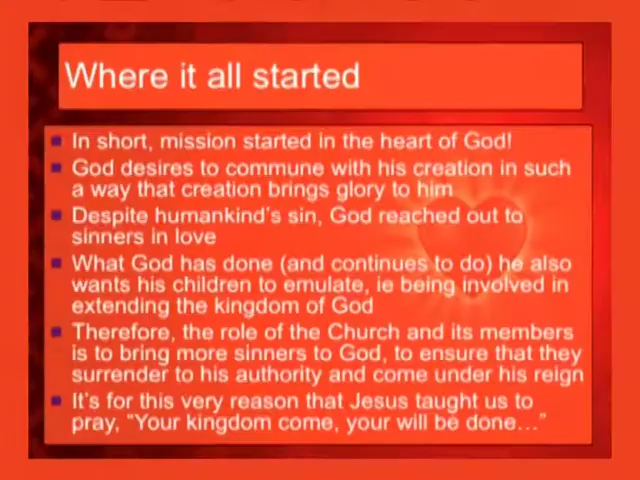 Where it all started
In short, mission started in the heart of God!
God desires to commune with his creation in such
a way that creation brings glory to him
Despite humankind's sin, God reached out to
sinners in love
What God has done (and continues to do) he also
wants his children to emulate, ie being involved in
extending the kingdom of God
Therefore, the role of the Church and its members
is to bring more sinners to God, to ensure that they
surrender to his authority and come under his reign
It's for this very reason that Jesus taught us to
pray, "Your kingdom come, your will be done…"